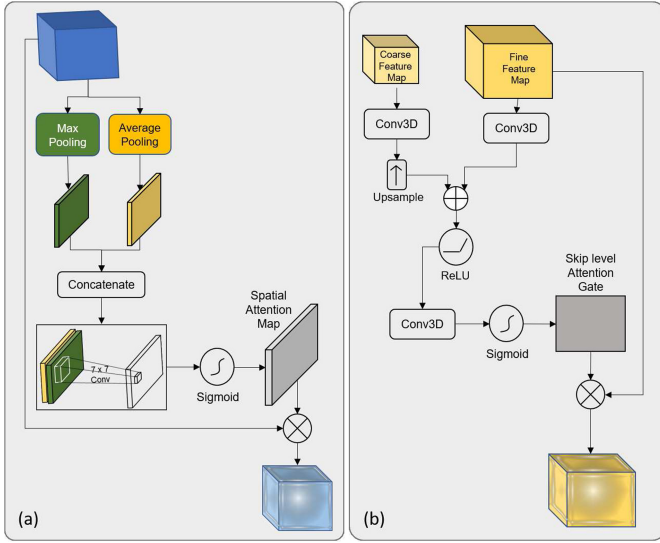 (a)
Max
Pooling
Average
Pooling
Concatenate
7 x 7
Conv
Sigmoid
Spatial
Attention
Map
(b)
Coarse
Feature
Map
Fine
Feature
Map
Conv3D
Conv3D
Upsample
ReLU
Conv3D
Sigmoid
Skip level
Attention
Gate